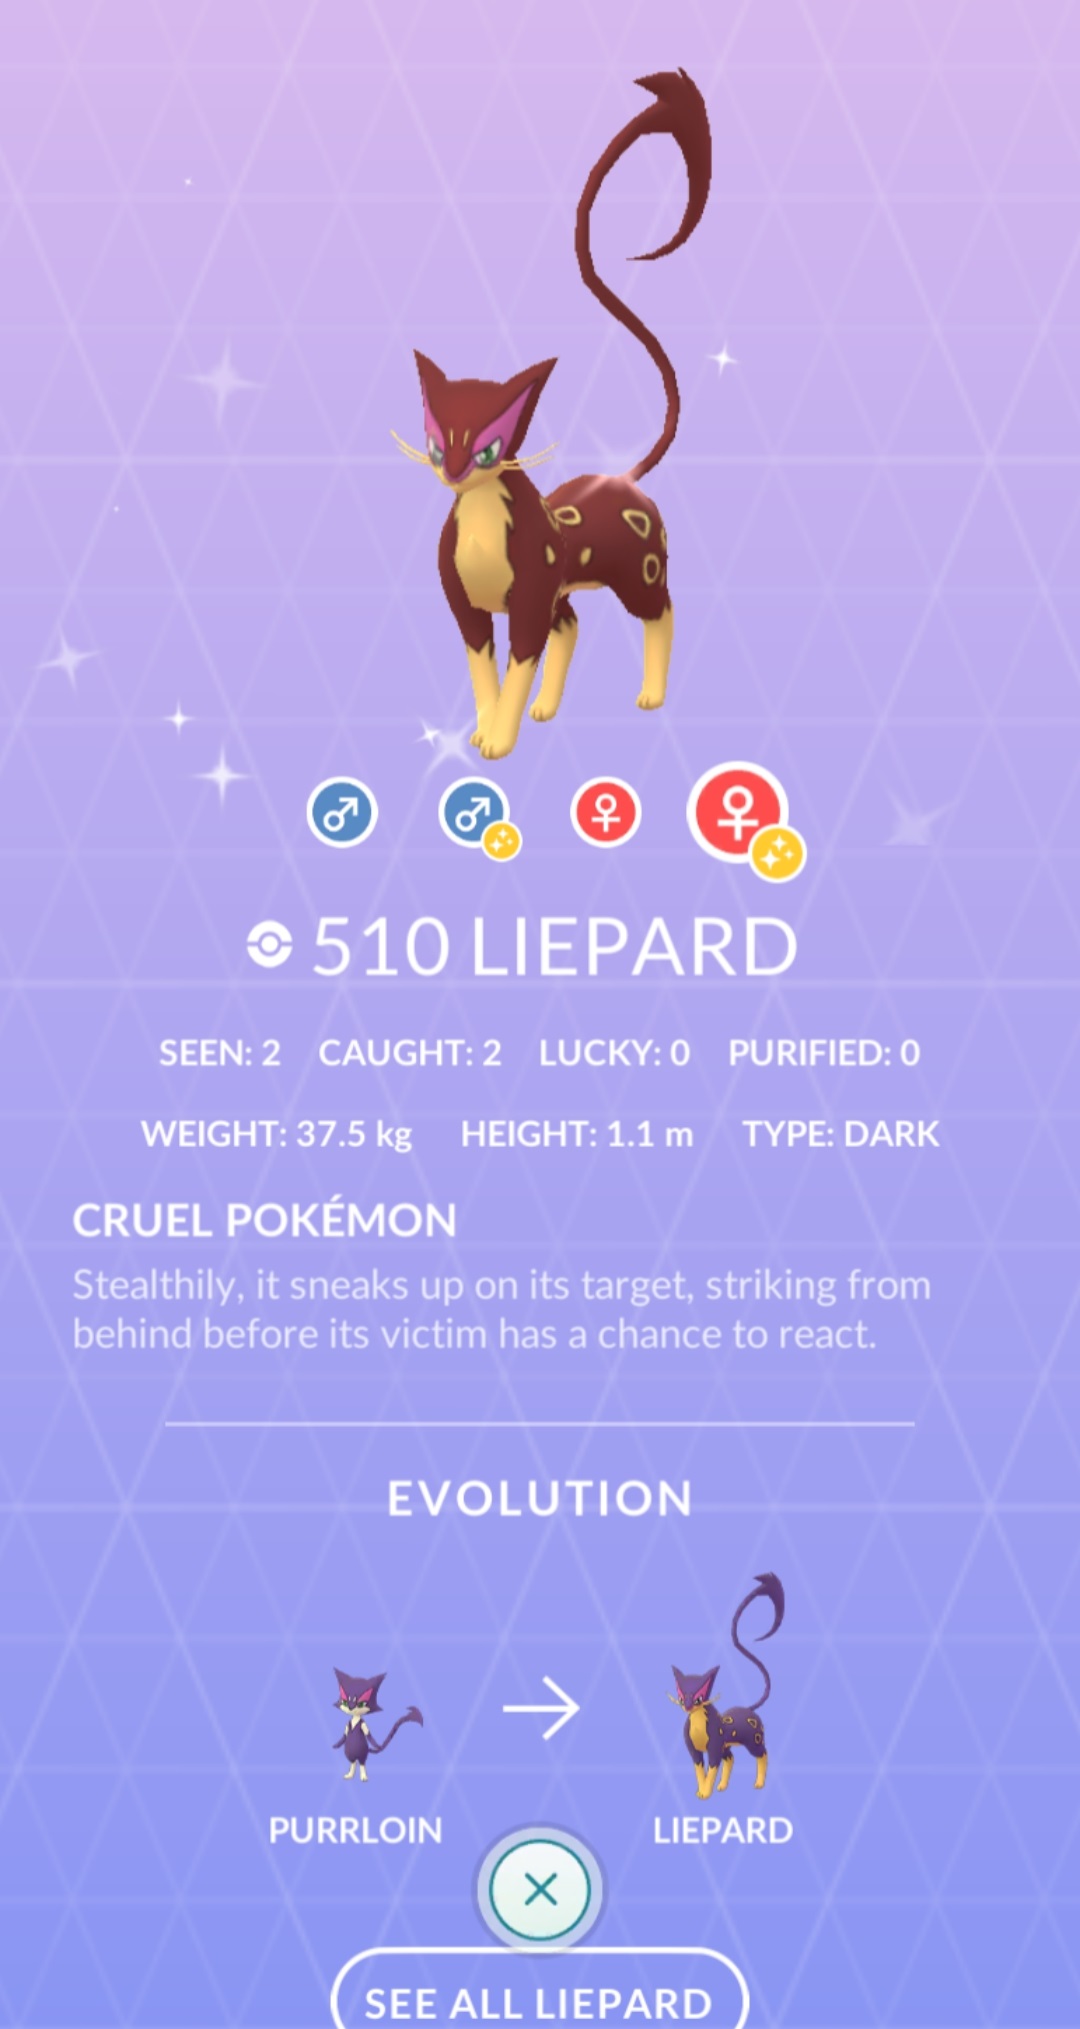 510 LIEPARD
SEEN: 2 CAUGHT: 2 LUCKY: 0 PURIFIED: 0
WEIGHT: 37.5 kg HEIGHT: 1.1 m TYPE: DARK
CRUEL POKÉMON
Stealthily, it sneaks up on its target, striking from
behind before its victim has a chance to react.
EVOLUTION
PURRLOIN LIEPARD
SEE ALL LIEPARD